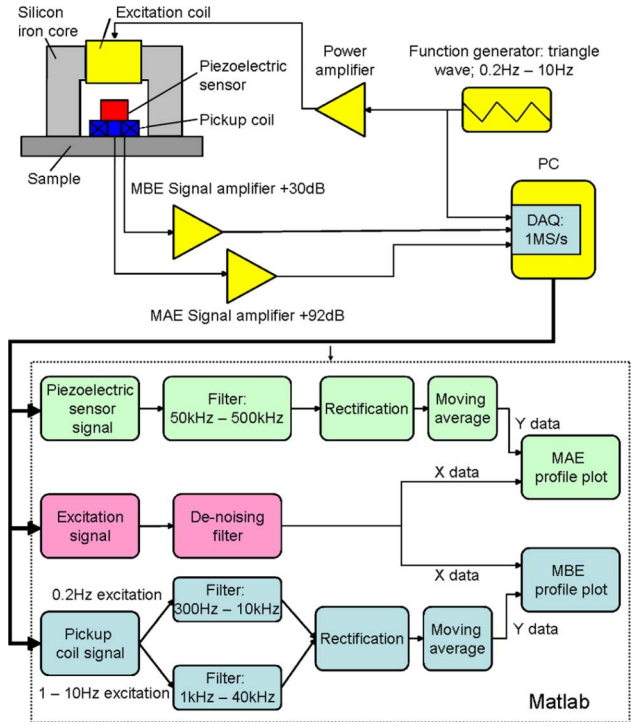 Silicon
iron core
Excitation coil
Piezoelectric
sensor
Pickup coil
Sample
Power
amplifier
Function generator: triangle
wave; 0.2Hz – 10Hz
MBE Signal amplifier +30dB
MAE Signal amplifier +92dB
PC
DAQ:
1MS/s
Piezoelectric
sensor
signal
Filter:
50kHz – 500kHz
Rectification
Moving
average
Y data
MAE
profile plot
X data
Excitation
signal
De-noising
filter
X data
MBE
profile plot
Y data
0.2Hz excitation
Filter:
300Hz – 10kHz
Pickup
coil signal
Rectification
Moving
average
1 – 10Hz excitation
Filter:
1kHz – 40kHz
Matlab